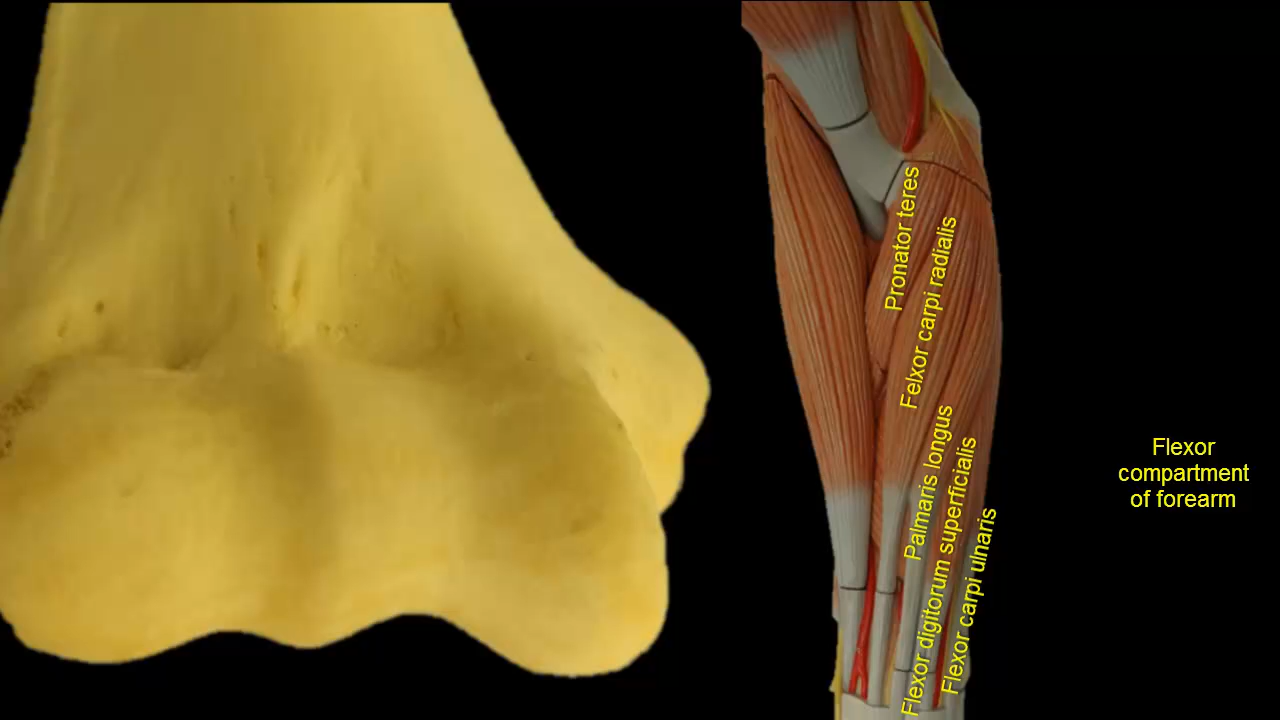 Pronator teres
Felxor carpi radialis
Palmaris longus
Flexor digitorum superficialis
Flexor carpi ulnaris
Flexor
compartment
of forearm